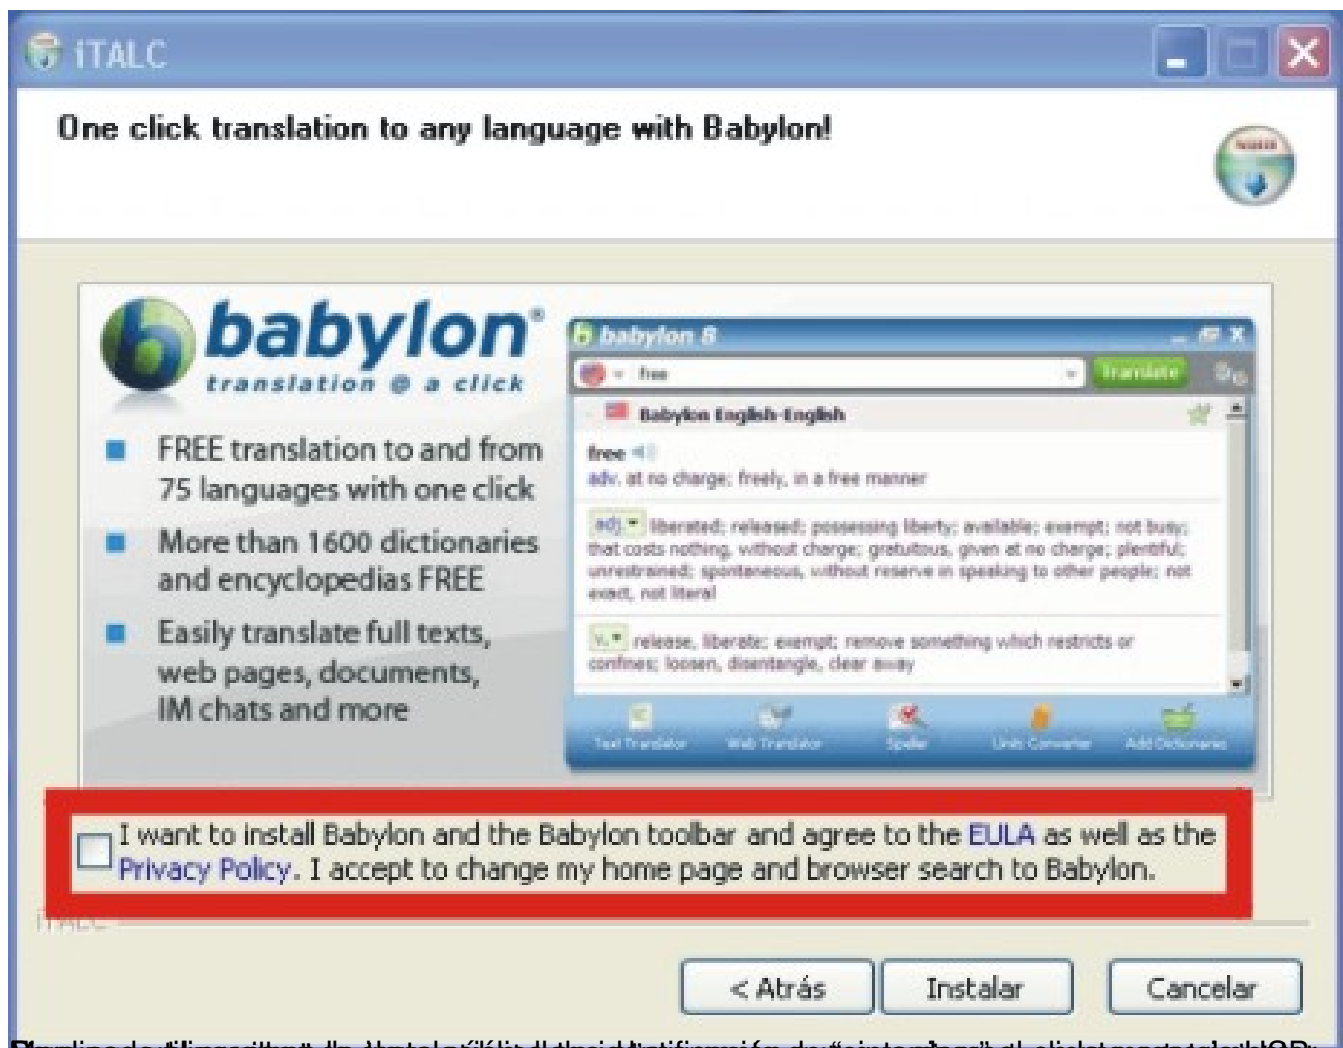 iTALC
One click translation to any language with Babylon!
babylon®
translation @ a click
FREE translation to and from
75 languages with one click
More than 1600 dictionaries
and encyclopedias FREE
Easily translate full texts,
web pages, documents,
IM chats and more
babylon 8
free
Translate
Babylon English-English
free
adv. at no charge; freely, in a free manner
adj. liberated; released; possessing liberty; available; exempt; not busy;
that costs nothing, without charge; gratuitous, given at no charge; plentiful;
unrestrained; spontaneous, without reserve in speaking to other people; not
exact, not literal
v. release, liberate; exempt; remove something which restricts or
confines; loosen, disentangle, clear away
Text Translator Web Translator Speller Units Converter Add Dictionaries
I want to install Babylon and the Babylon toolbar and agree to the EULA as well as the
Privacy Policy. I accept to change my home page and browser search to Babylon.
iTALC
< Atrás Instalar Cancelar